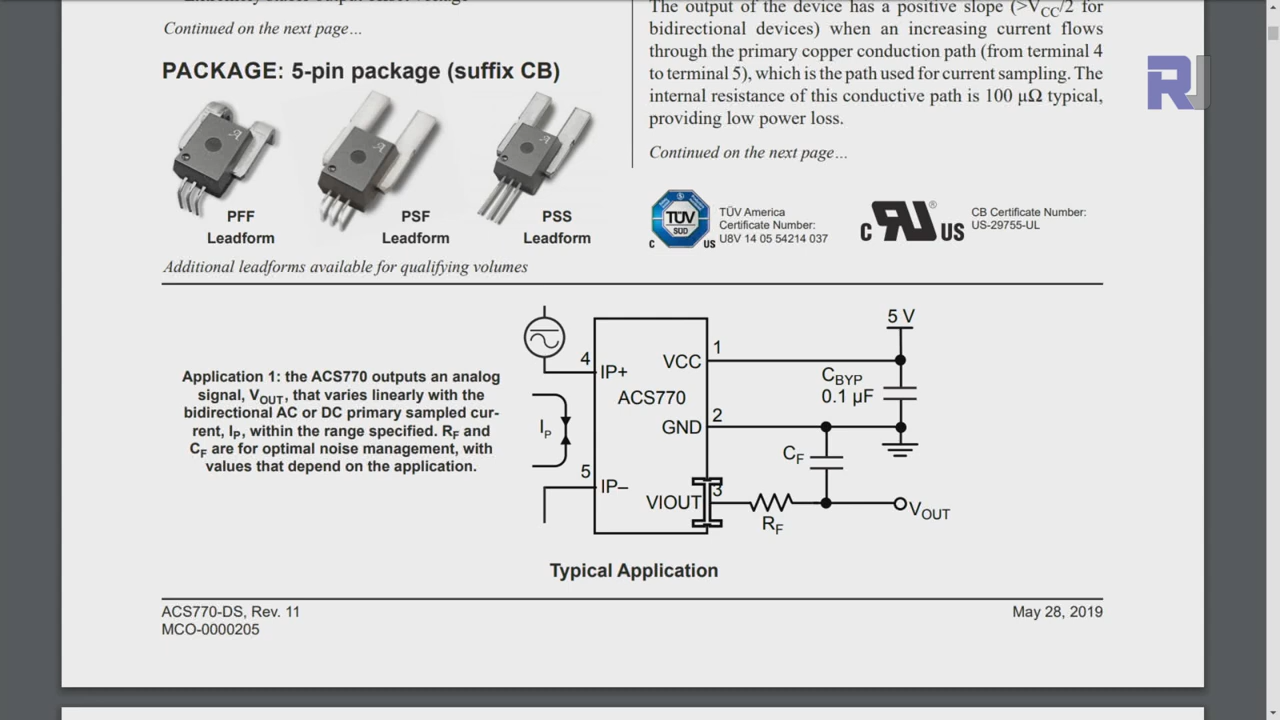 Continued on the next page…
PACKAGE: 5-pin package (suffix CB)
PFF
Leadform
PSF
Leadform
PSS
Leadform
Additional leadforms available for qualifying volumes
The output of the device has a positive slope (>VCC/2 for
bidirectional devices) when an increasing current flows
through the primary copper conduction path (from terminal 4
to terminal 5), which is the path used for current sampling. The
internal resistance of this conductive path is 100 μΩ typical,
providing low power loss.
Continued on the next page…
RJ
TÜV
SÜD
C US
TÜV America
Certificate Number:
U8V 14 05 54214 037
C RU US
®
CB Certificate Number:
US-29755-UL
Application 1: the ACS770 outputs an analog
signal, VOUT, that varies linearly with the
bidirectional AC or DC primary sampled cur-
rent, IP, within the range specified. RF and
CF are for optimal noise management, with
values that depend on the application.
4
IP+
IP
5
IP–
VCC
ACS770
GND
VIOUT
1
2
3
5 V
CBYP
0.1 μF
CF
RF
VOUT
Typical Application
ACS770-DS, Rev. 11
MCO-0000205
May 28, 2019